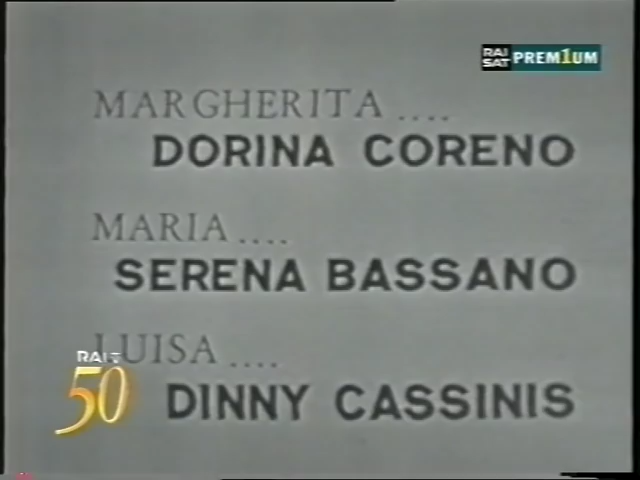 RAI
SAT PREM1UM
MARGHERITA ....
DORINA CORENO
MARIA ....
SERENA BASSANO
LUISA ....
RAI
50 DINNY CASSINIS